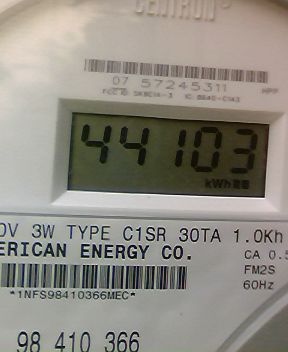 CENTRON®
07 57245311
44103
kWh
0V 3W TYPE C1SR 30TA 1.0Kh
ERICAN ENERGY CO.
CA 0.5
FM2S
*1NFS98410366MEC*
60Hz
98 410 366